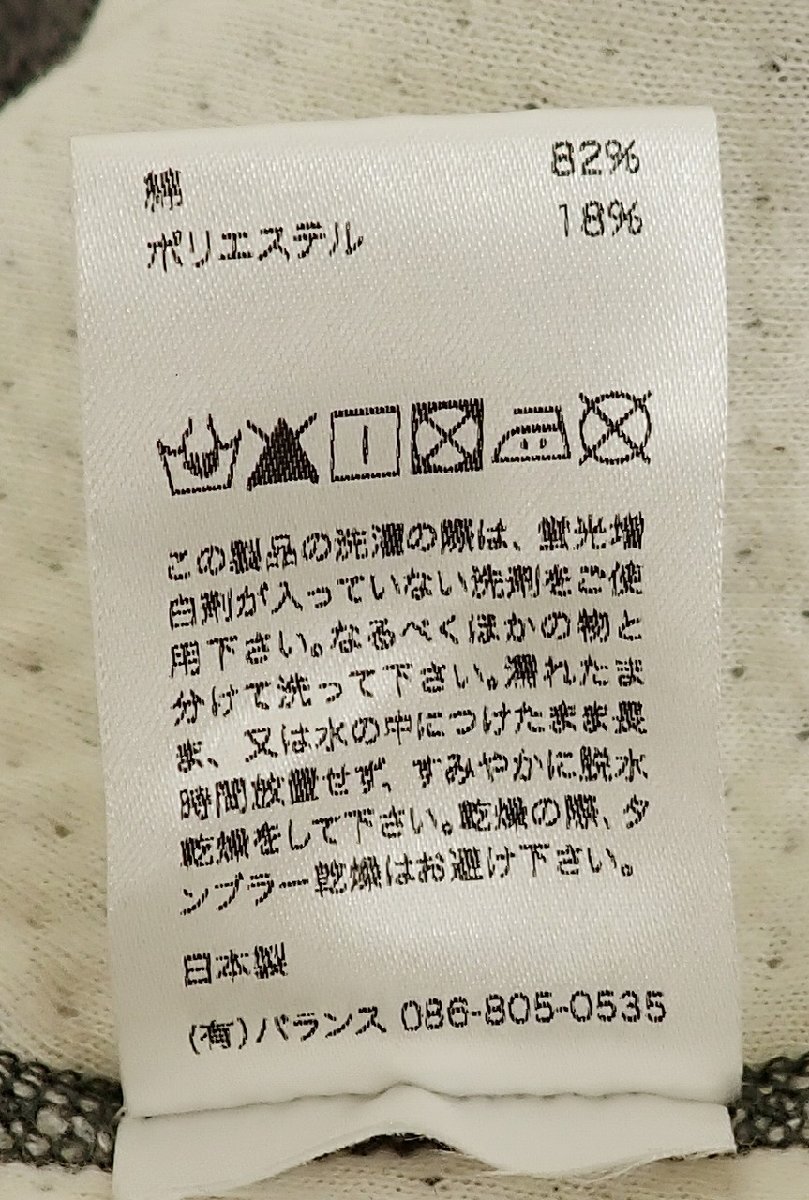 綿 82%
ポリエステル 18%
この製品の洗濯の際は、蛍光増
白剤が入っていない洗剤をご使
用下さい。なるべくほかの物と
分けて洗って下さい。濡れたま
ま、又は水の中につけたまま長
時間放置せず、すみやかに脱水
乾燥をして下さい。乾燥の際、タ
ンブラー乾燥はお避け下さい。
日本製
(有)バランス 086-805-0535